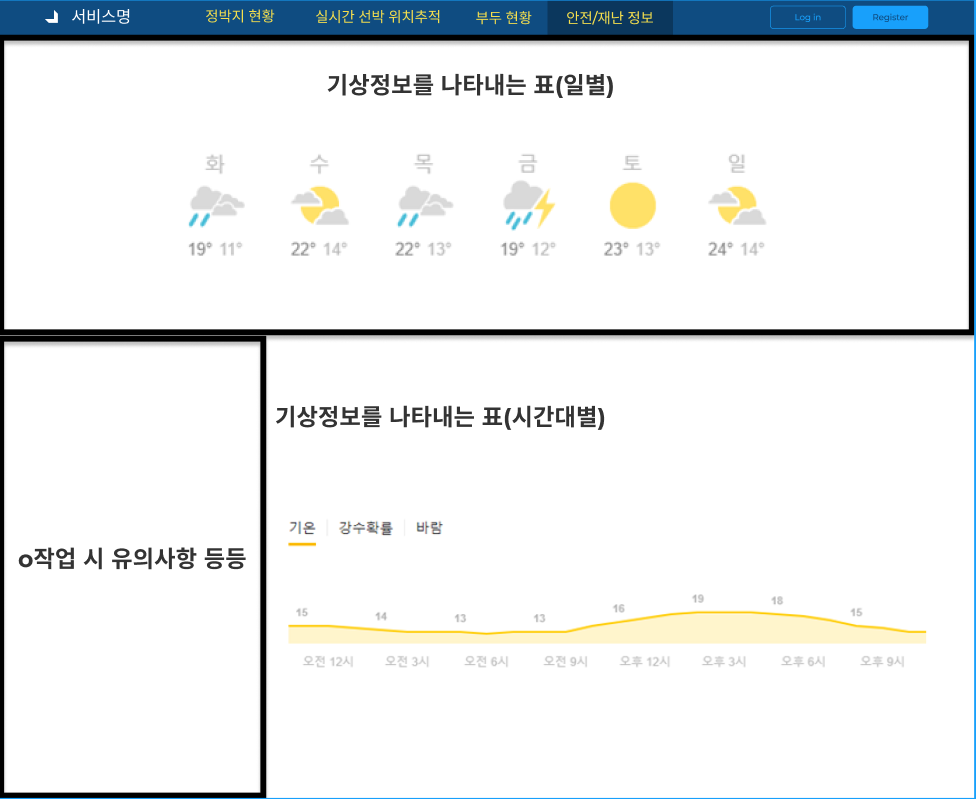 서비스명 정박지 현황 실시간 선박 위치추적 부두 현황 안전/재난 정보 Log in Register
기상정보를 나타내는 표(일별)
화 수 목 금 토 일
19° 11° 22° 14° 22° 13° 19° 12° 23° 13° 24° 14°
기상정보를 나타내는 표(시간대별)
기온 강수확률 바람
o작업 시 유의사항 등등
15 14 13 13 16 19 18 15
오전 12시 오전 3시 오전 6시 오전 9시 오후 12시 오후 3시 오후 6시 오후 9시